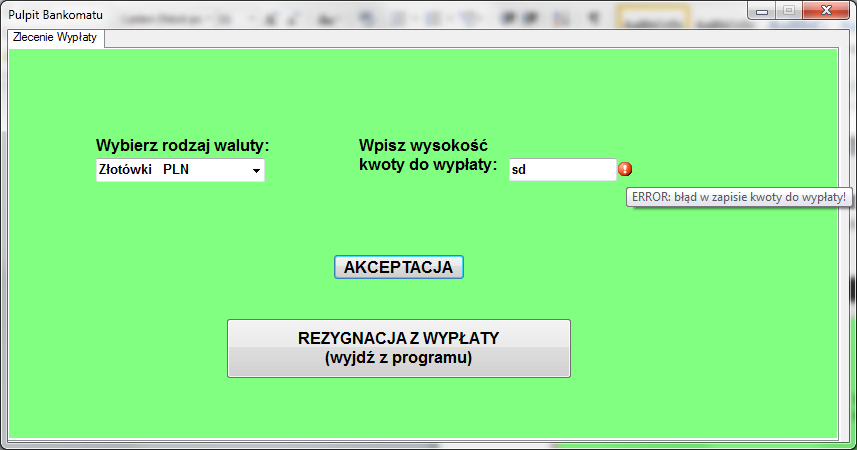 Pulpit Bankomatu
Zlecenie Wypłaty
Wybierz rodzaj waluty:
Złotówki PLN
Wpisz wysokość
kwoty do wypłaty:
sd
ERROR: błąd w zapisie kwoty do wypłaty!
AKCEPTACJA
REZYGNACJA Z WYPŁATY
(wyjdź z programu)